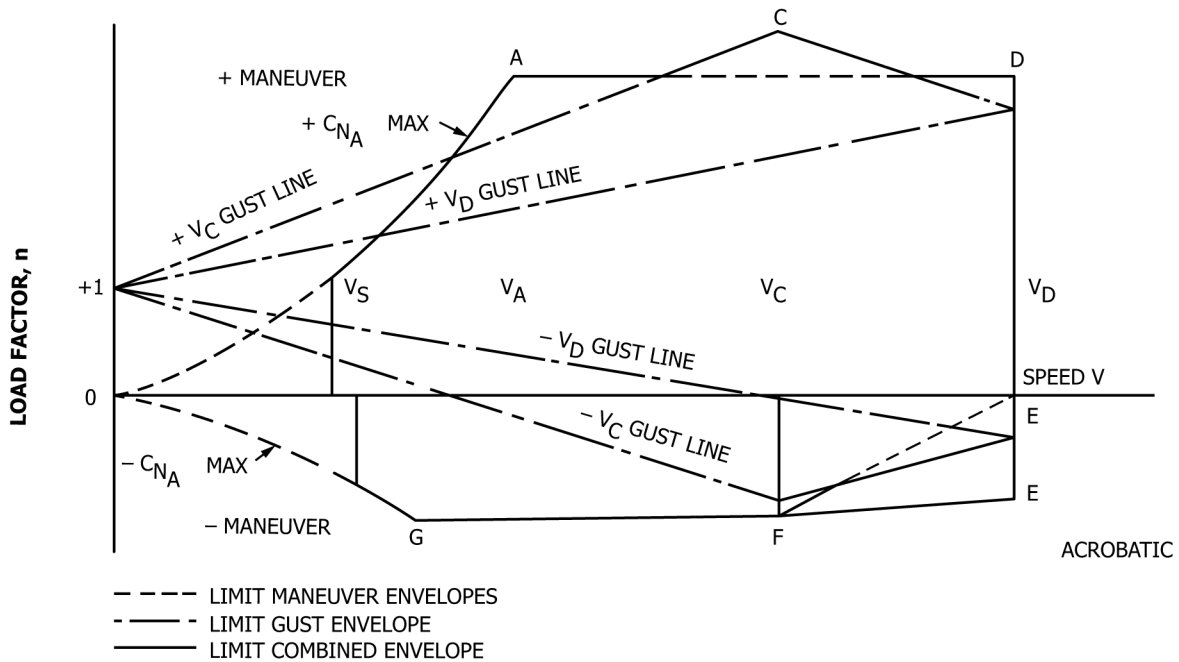 C
A
D
+ MANEUVER
+ CNA MAX
+ VC GUST LINE
+ VD GUST LINE
LOAD FACTOR, n
+1
VS
VA
VC
VD
– VD GUST LINE
SPEED V
0
E
– VC GUST LINE
– CNA MAX
E
– MANEUVER
G
F
ACROBATIC
LIMIT MANEUVER ENVELOPES
LIMIT GUST ENVELOPE
LIMIT COMBINED ENVELOPE